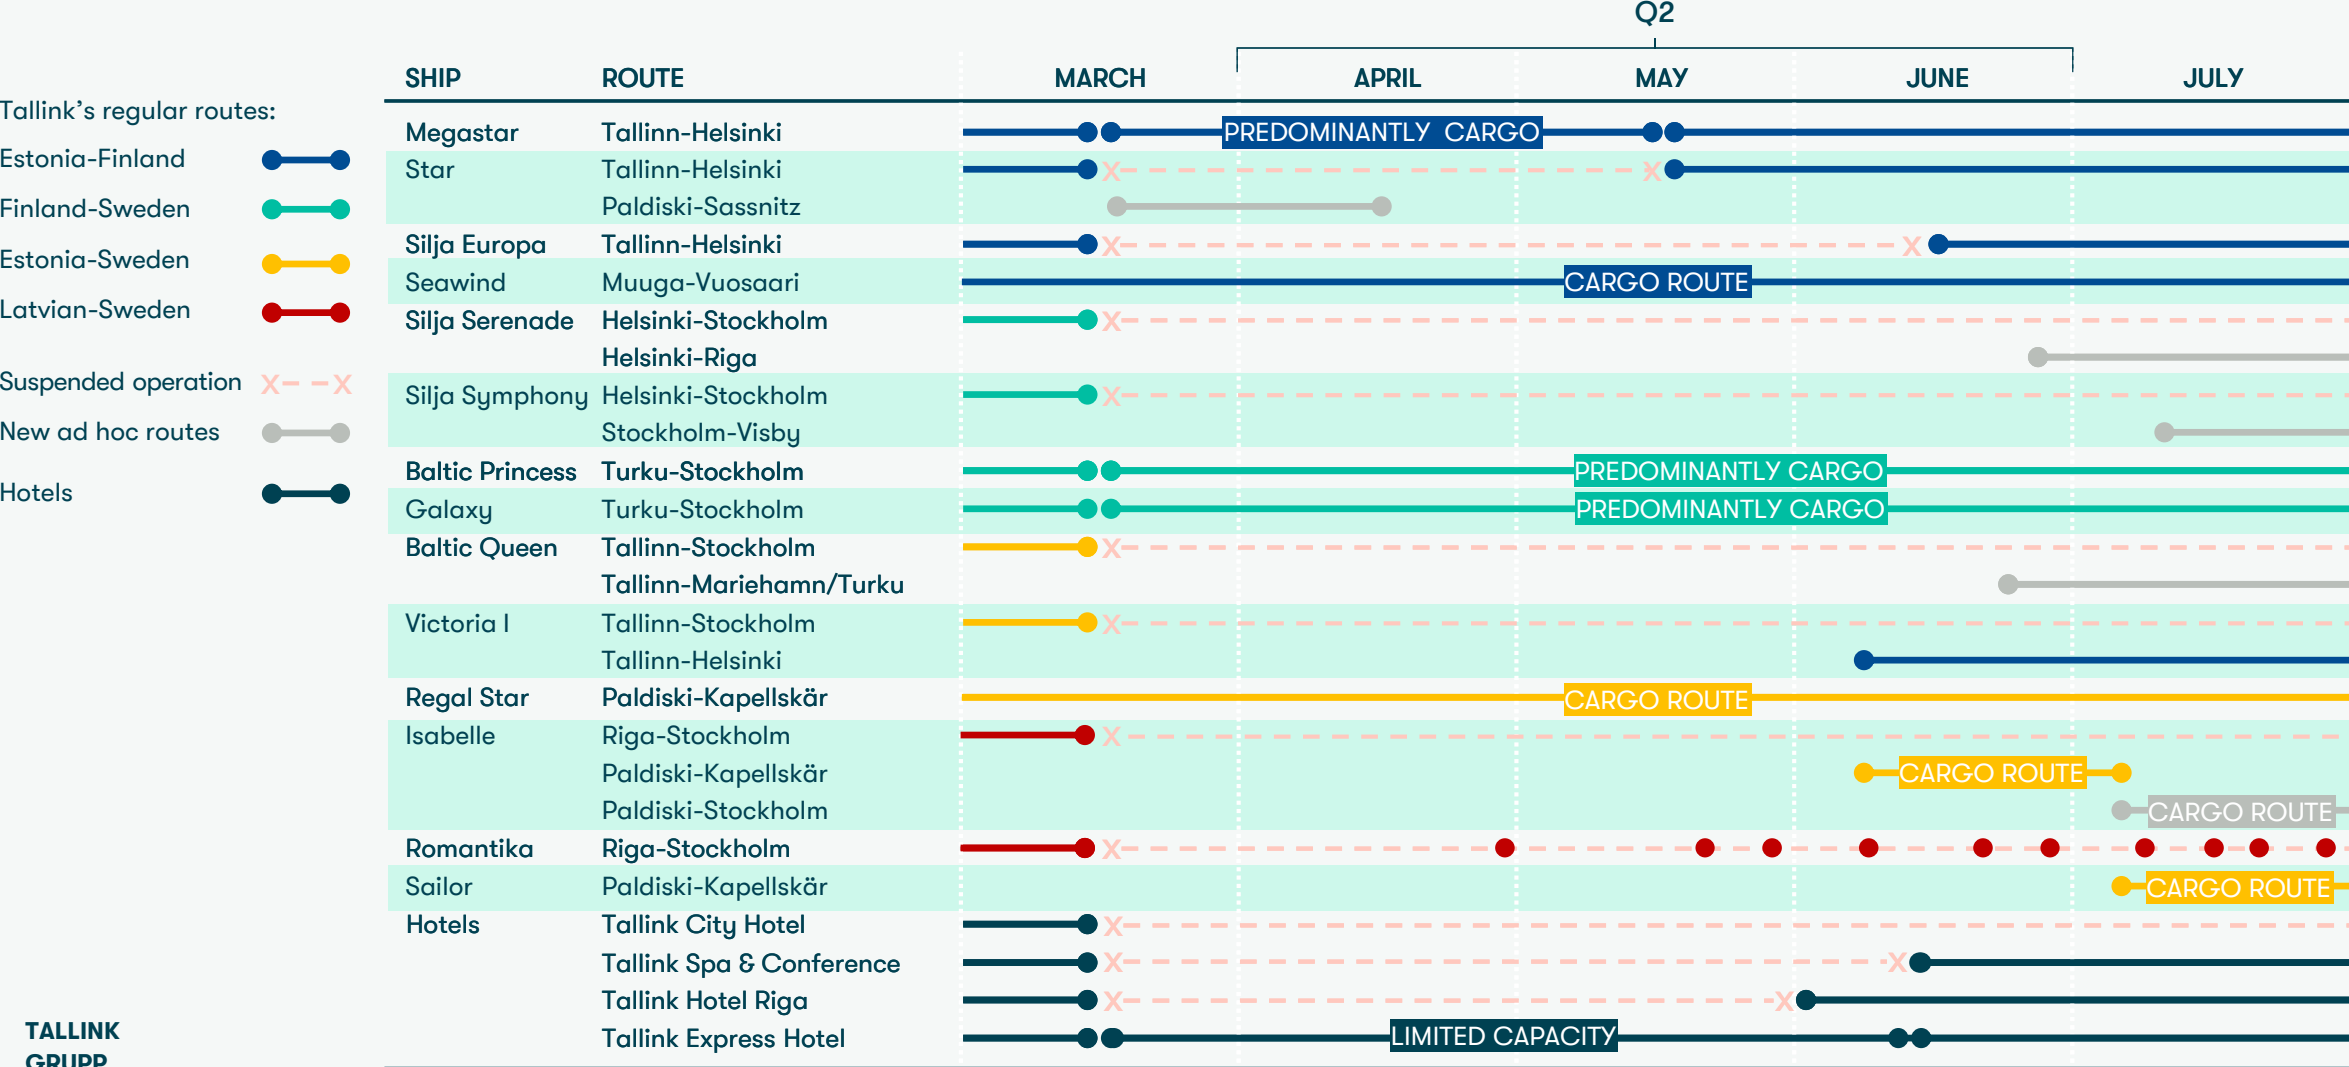 Q2
SHIP ROUTE MARCH APRIL MAY JUNE JULY
Tallink's regular routes:
Estonia-Finland
Finland-Sweden
Estonia-Sweden
Latvian-Sweden
Suspended operation X X
New ad hoc routes
Hotels
Megastar Tallinn-Helsinki PREDOMINANTLY CARGO
Star Tallinn-Helsinki X X
Paldiski-Sassnitz
Silja Europa Tallinn-Helsinki X X
Seawind Muuga-Vuosaari CARGO ROUTE
Silja Serenade Helsinki-Stockholm X
Helsinki-Riga
Silja Symphony Helsinki-Stockholm X
Stockholm-Visby
Baltic Princess Turku-Stockholm PREDOMINANTLY CARGO
Galaxy Turku-Stockholm PREDOMINANTLY CARGO
Baltic Queen Tallinn-Stockholm X
Tallinn-Mariehamn/Turku
Victoria I Tallinn-Stockholm X
Tallinn-Helsinki
Regal Star Paldiski-Kapellskär CARGO ROUTE
Isabelle Riga-Stockholm X
Paldiski-Kapellskär CARGO ROUTE
Paldiski-Stockholm CARGO ROUTE
Romantika Riga-Stockholm X
Sailor Paldiski-Kapellskär CARGO ROUTE
Hotels Tallink City Hotel X
Tallink Spa & Conference X X
Tallink Hotel Riga X X
Tallink Express Hotel LIMITED CAPACITY
TALLINK
GRUPP